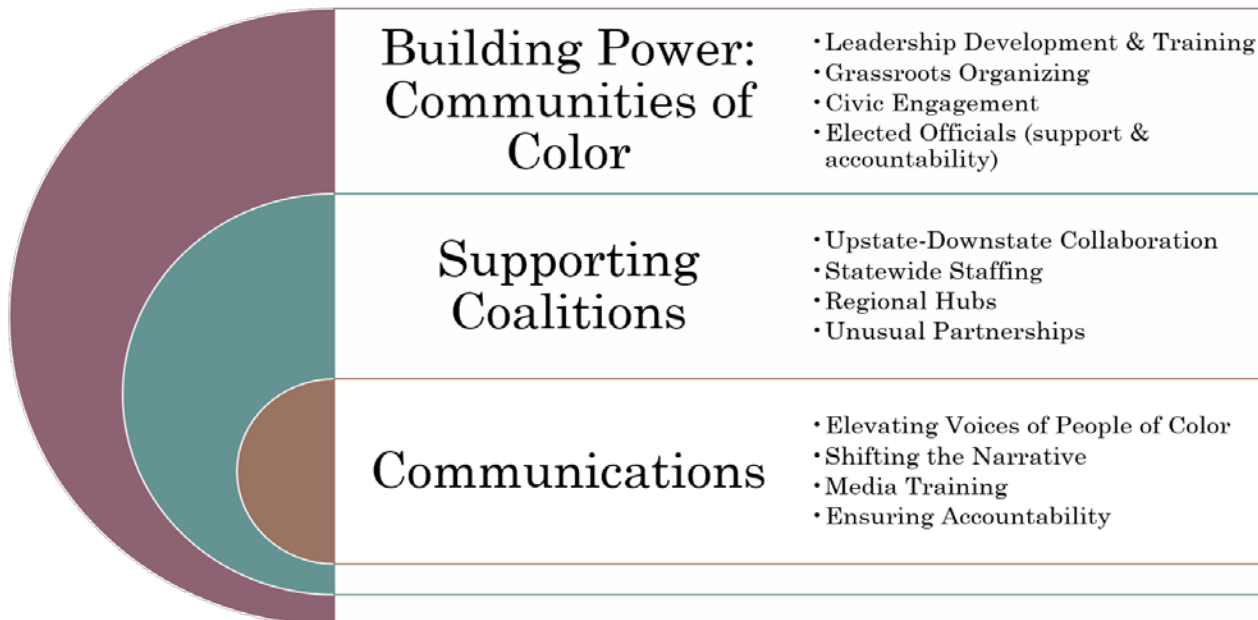 Building Power:
Communities of
Color
• Leadership Development & Training
• Grassroots Organizing
• Civic Engagement
• Elected Officials (support &
accountability)
Supporting
Coalitions
• Upstate-Downstate Collaboration
• Statewide Staffing
• Regional Hubs
• Unusual Partnerships
Communications
• Elevating Voices of People of Color
• Shifting the Narrative
• Media Training
• Ensuring Accountability